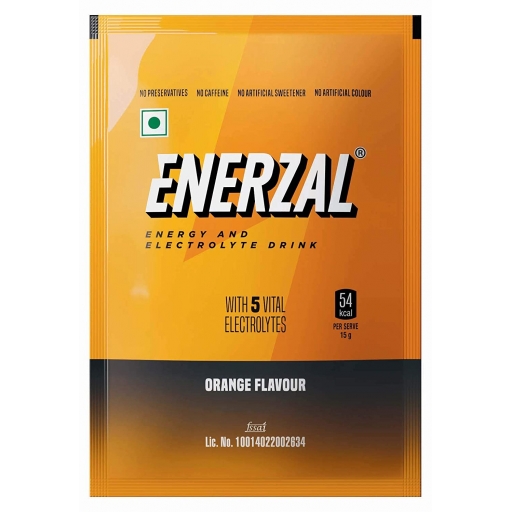 NO PRESERVATIVES NO CAFFEINE NO ARTIFICIAL SWEETENER NO ARTIFICIAL COLOUR
ENERZAL®
ENERGY AND
ELECTROLYTE DRINK
WITH 5 VITAL
ELECTROLYTES
54
kcal
PER SERVE
15 g
ORANGE FLAVOUR
fssai
Lic. No. 10014022002634